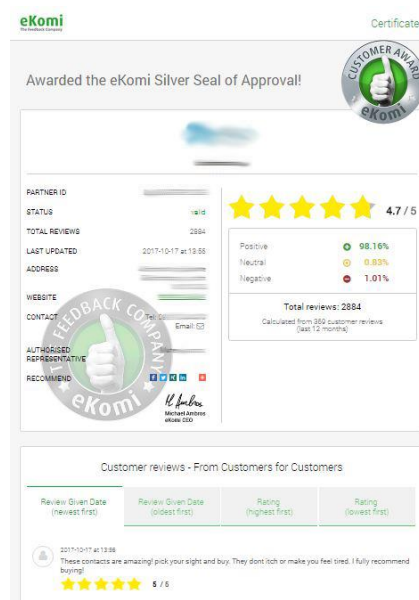 eKomi
The Feedback Company
Certificate
CUSTOMER AWARD
eKomi
Awarded the eKomi Silver Seal of Approval!
PARTNER ID
STATUS valid
TOTAL REVIEWS 2884
LAST UPDATED 2017-10-17 at 13:55
ADDRESS
WEBSITE
CONTACT Tel:
Email:
AUTHORISED
REPRESENTATIVE
RECOMMEND
THE FEEDBACK COMPANY
eKomi
Michael Ambros
eKomi CEO
4.7 / 5
Positive 98.16%
Neutral 0.83%
Negative 1.01%
Total reviews: 2884
Calculated from 369 customer reviews
(last 12 months)
Customer reviews - From Customers for Customers
Review Given Date
(newest first)
Review Given Date
(oldest first)
Rating
(highest first)
Rating
(lowest first)
2017-10-17 at 13:55
These contacts are amazing! pick your sight and buy. They dont itch or make you feel tired. I fully recommend
buying!
5 / 5